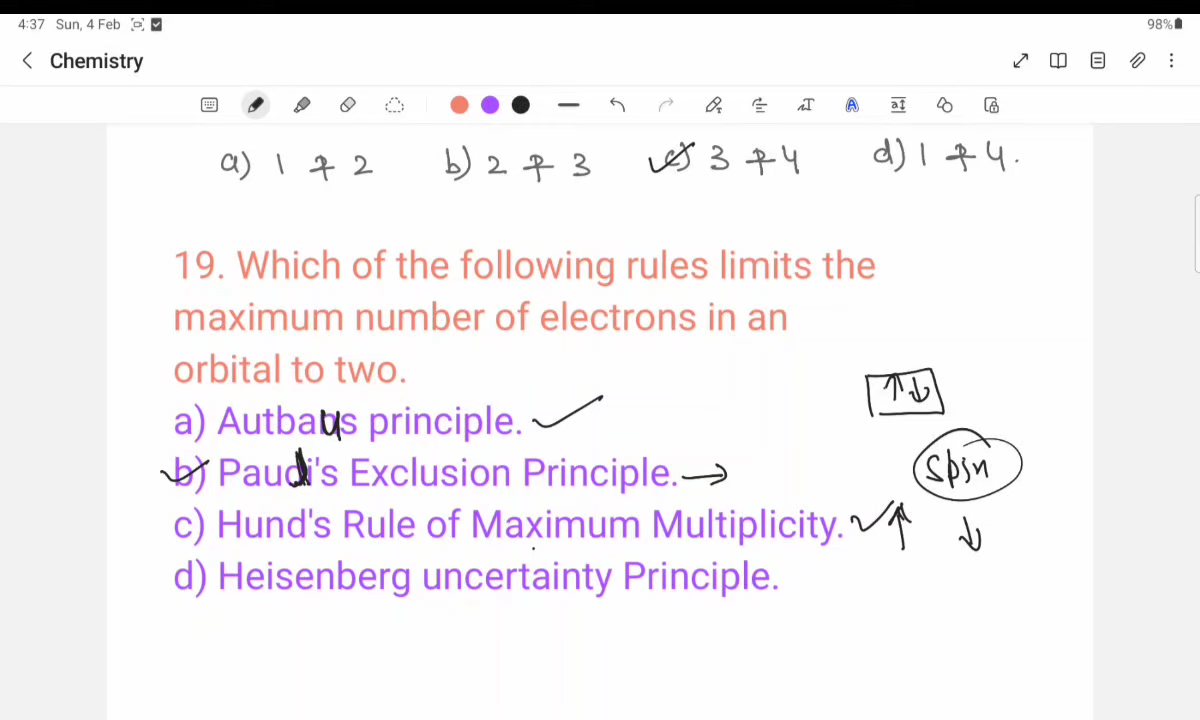 4:37 Sun, 4 Feb
98%
Chemistry
a) 1 & 2 b) 2 & 3 c) 3 & 4 d) 1 & 4.
19. Which of the following rules limits the
maximum number of electrons in an
orbital to two.
a) Autbaus principle.
b) Paudi's Exclusion Principle.
c) Hund's Rule of Maximum Multiplicity.
d) Heisenberg uncertainty Principle.
↑↓
spin
↑ ↓